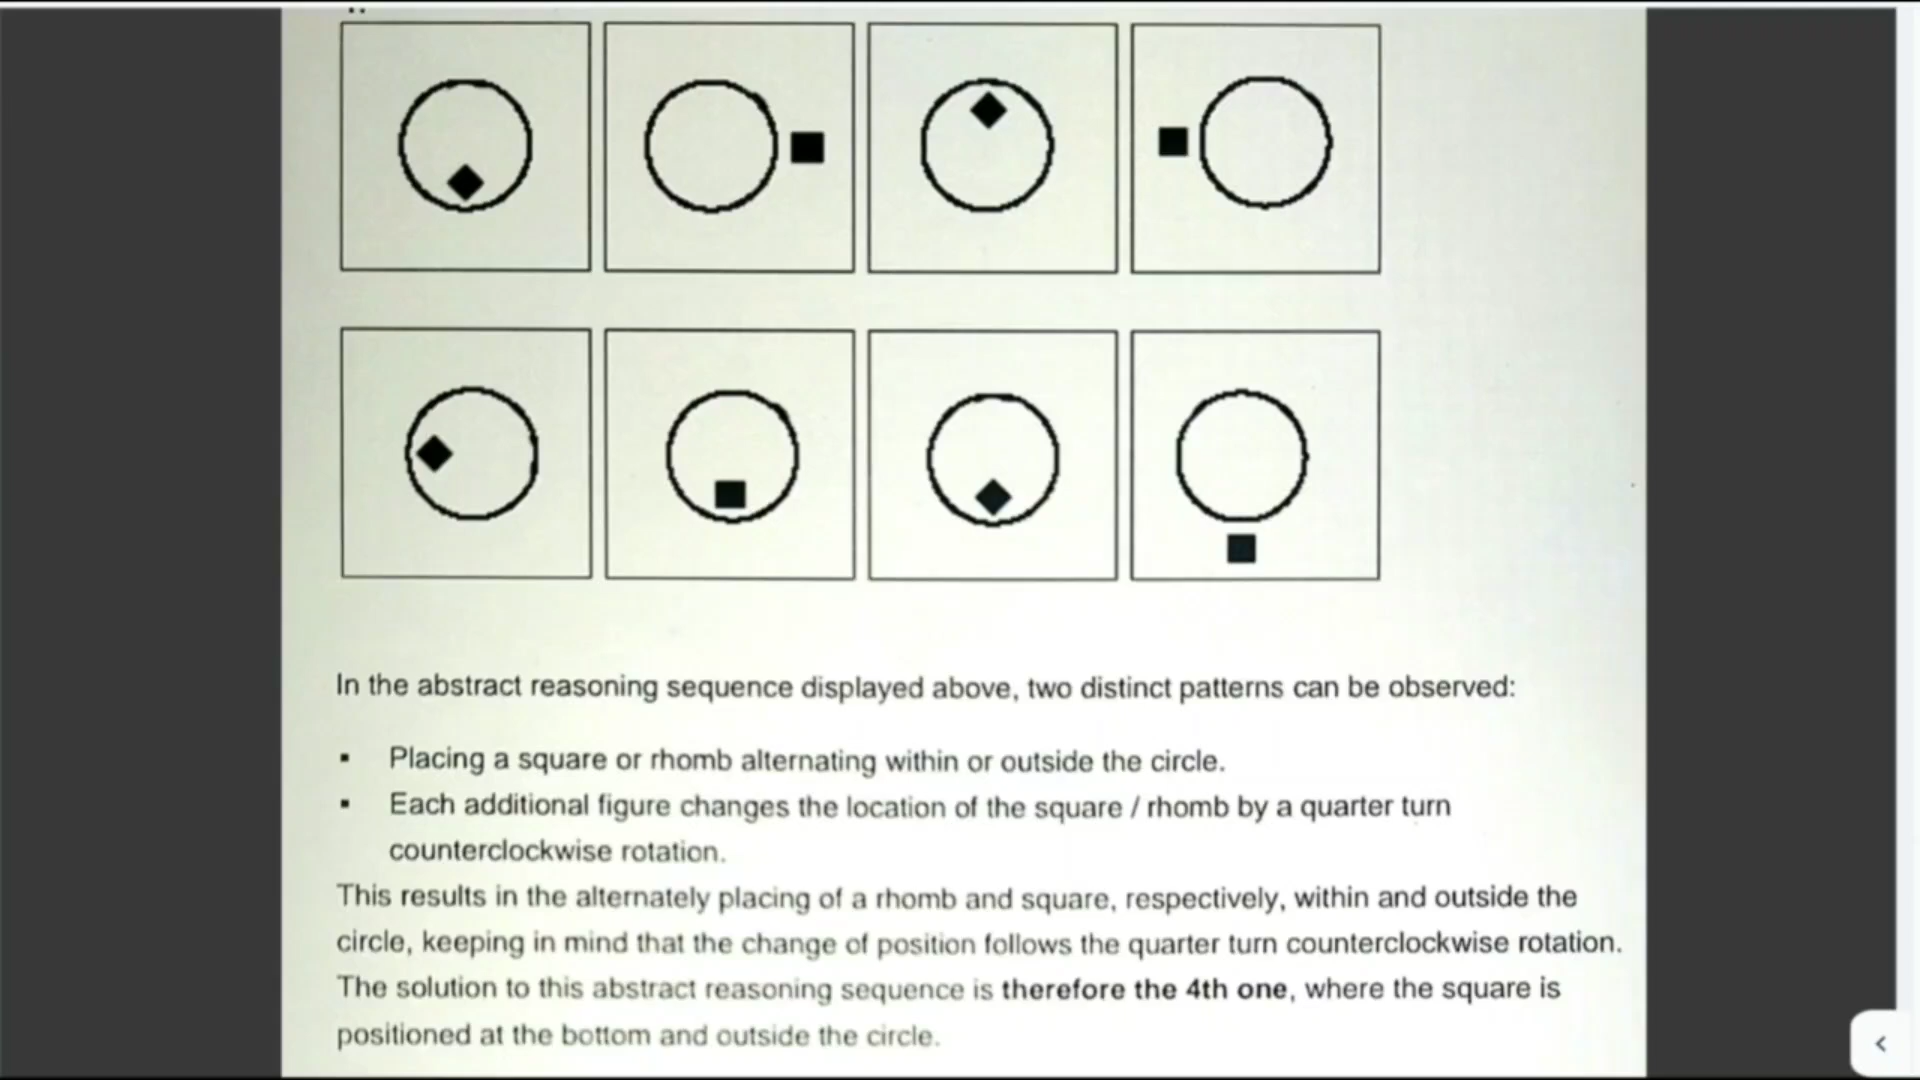 In the abstract reasoning sequence displayed above, two distinct patterns can be observed:
▪ Placing a square or rhomb alternating within or outside the circle.
▪ Each additional figure changes the location of the square / rhomb by a quarter turn
counterclockwise rotation.
This results in the alternately placing of a rhomb and square, respectively, within and outside the
circle, keeping in mind that the change of position follows the quarter turn counterclockwise rotation.
The solution to this abstract reasoning sequence is therefore the 4th one, where the square is
positioned at the bottom and outside the circle.